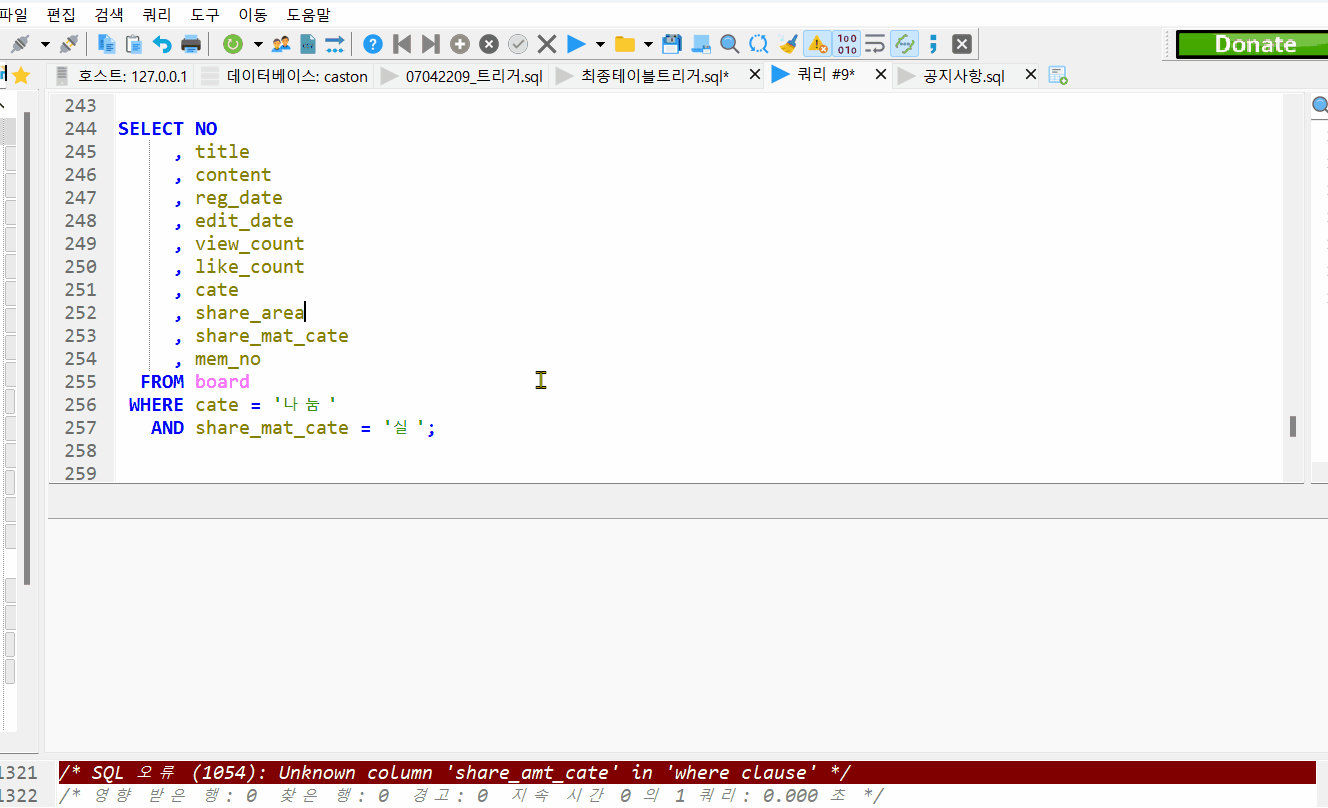 파일 편집 검색 쿼리 도구 이동 도움말
Donate
호스트: 127.0.0.1 데이터베이스: caston 07042209_트리거.sql 최종테이블트리거.sql* 쿼리 #9* 공지사항.sql
243
244 SELECT NO
245 , title
246 , content
247 , reg_date
248 , edit_date
249 , view_count
250 , like_count
251 , cate
252 , share_area
253 , share_mat_cate
254 , mem_no
255 FROM board
256 WHERE cate = '나눔'
257 AND share_mat_cate = '실';
258
259
1321 /* SQL 오류 (1054): Unknown column 'share_amt_cate' in 'where clause' */
1322 /* 영향 받은 행: 0 찾은 행: 0 경고: 0 지속 시간 0 의 1 쿼리: 0.000 초 */